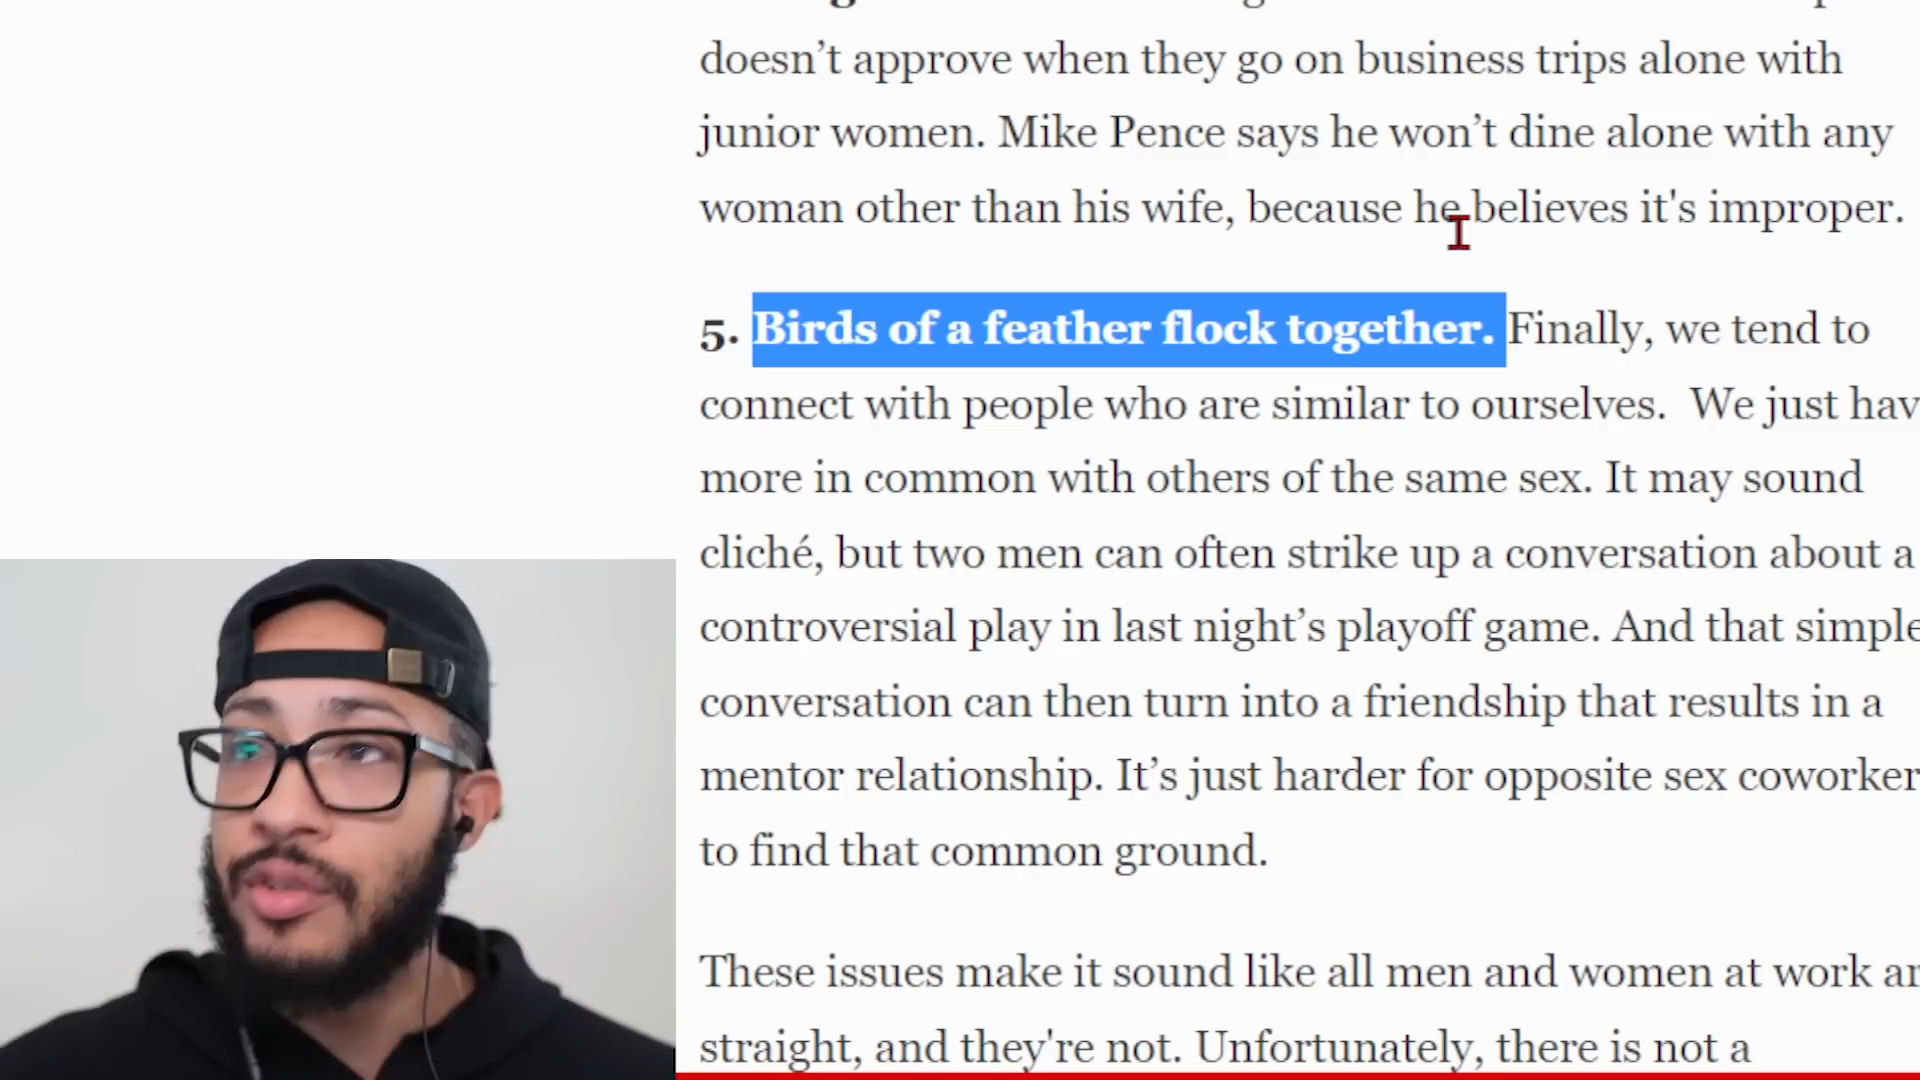 doesn’t approve when they go on business trips alone with
junior women. Mike Pence says he won’t dine alone with any
woman other than his wife, because he believes it's improper.
5. Birds of a feather flock together. Finally, we tend to
connect with people who are similar to ourselves.  We just hav
more in common with others of the same sex. It may sound
cliché, but two men can often strike up a conversation about a
controversial play in last night’s playoff game. And that simple
conversation can then turn into a friendship that results in a
mentor relationship. It’s just harder for opposite sex coworker
to find that common ground.
These issues make it sound like all men and women at work ar
straight, and they're not. Unfortunately, there is not a